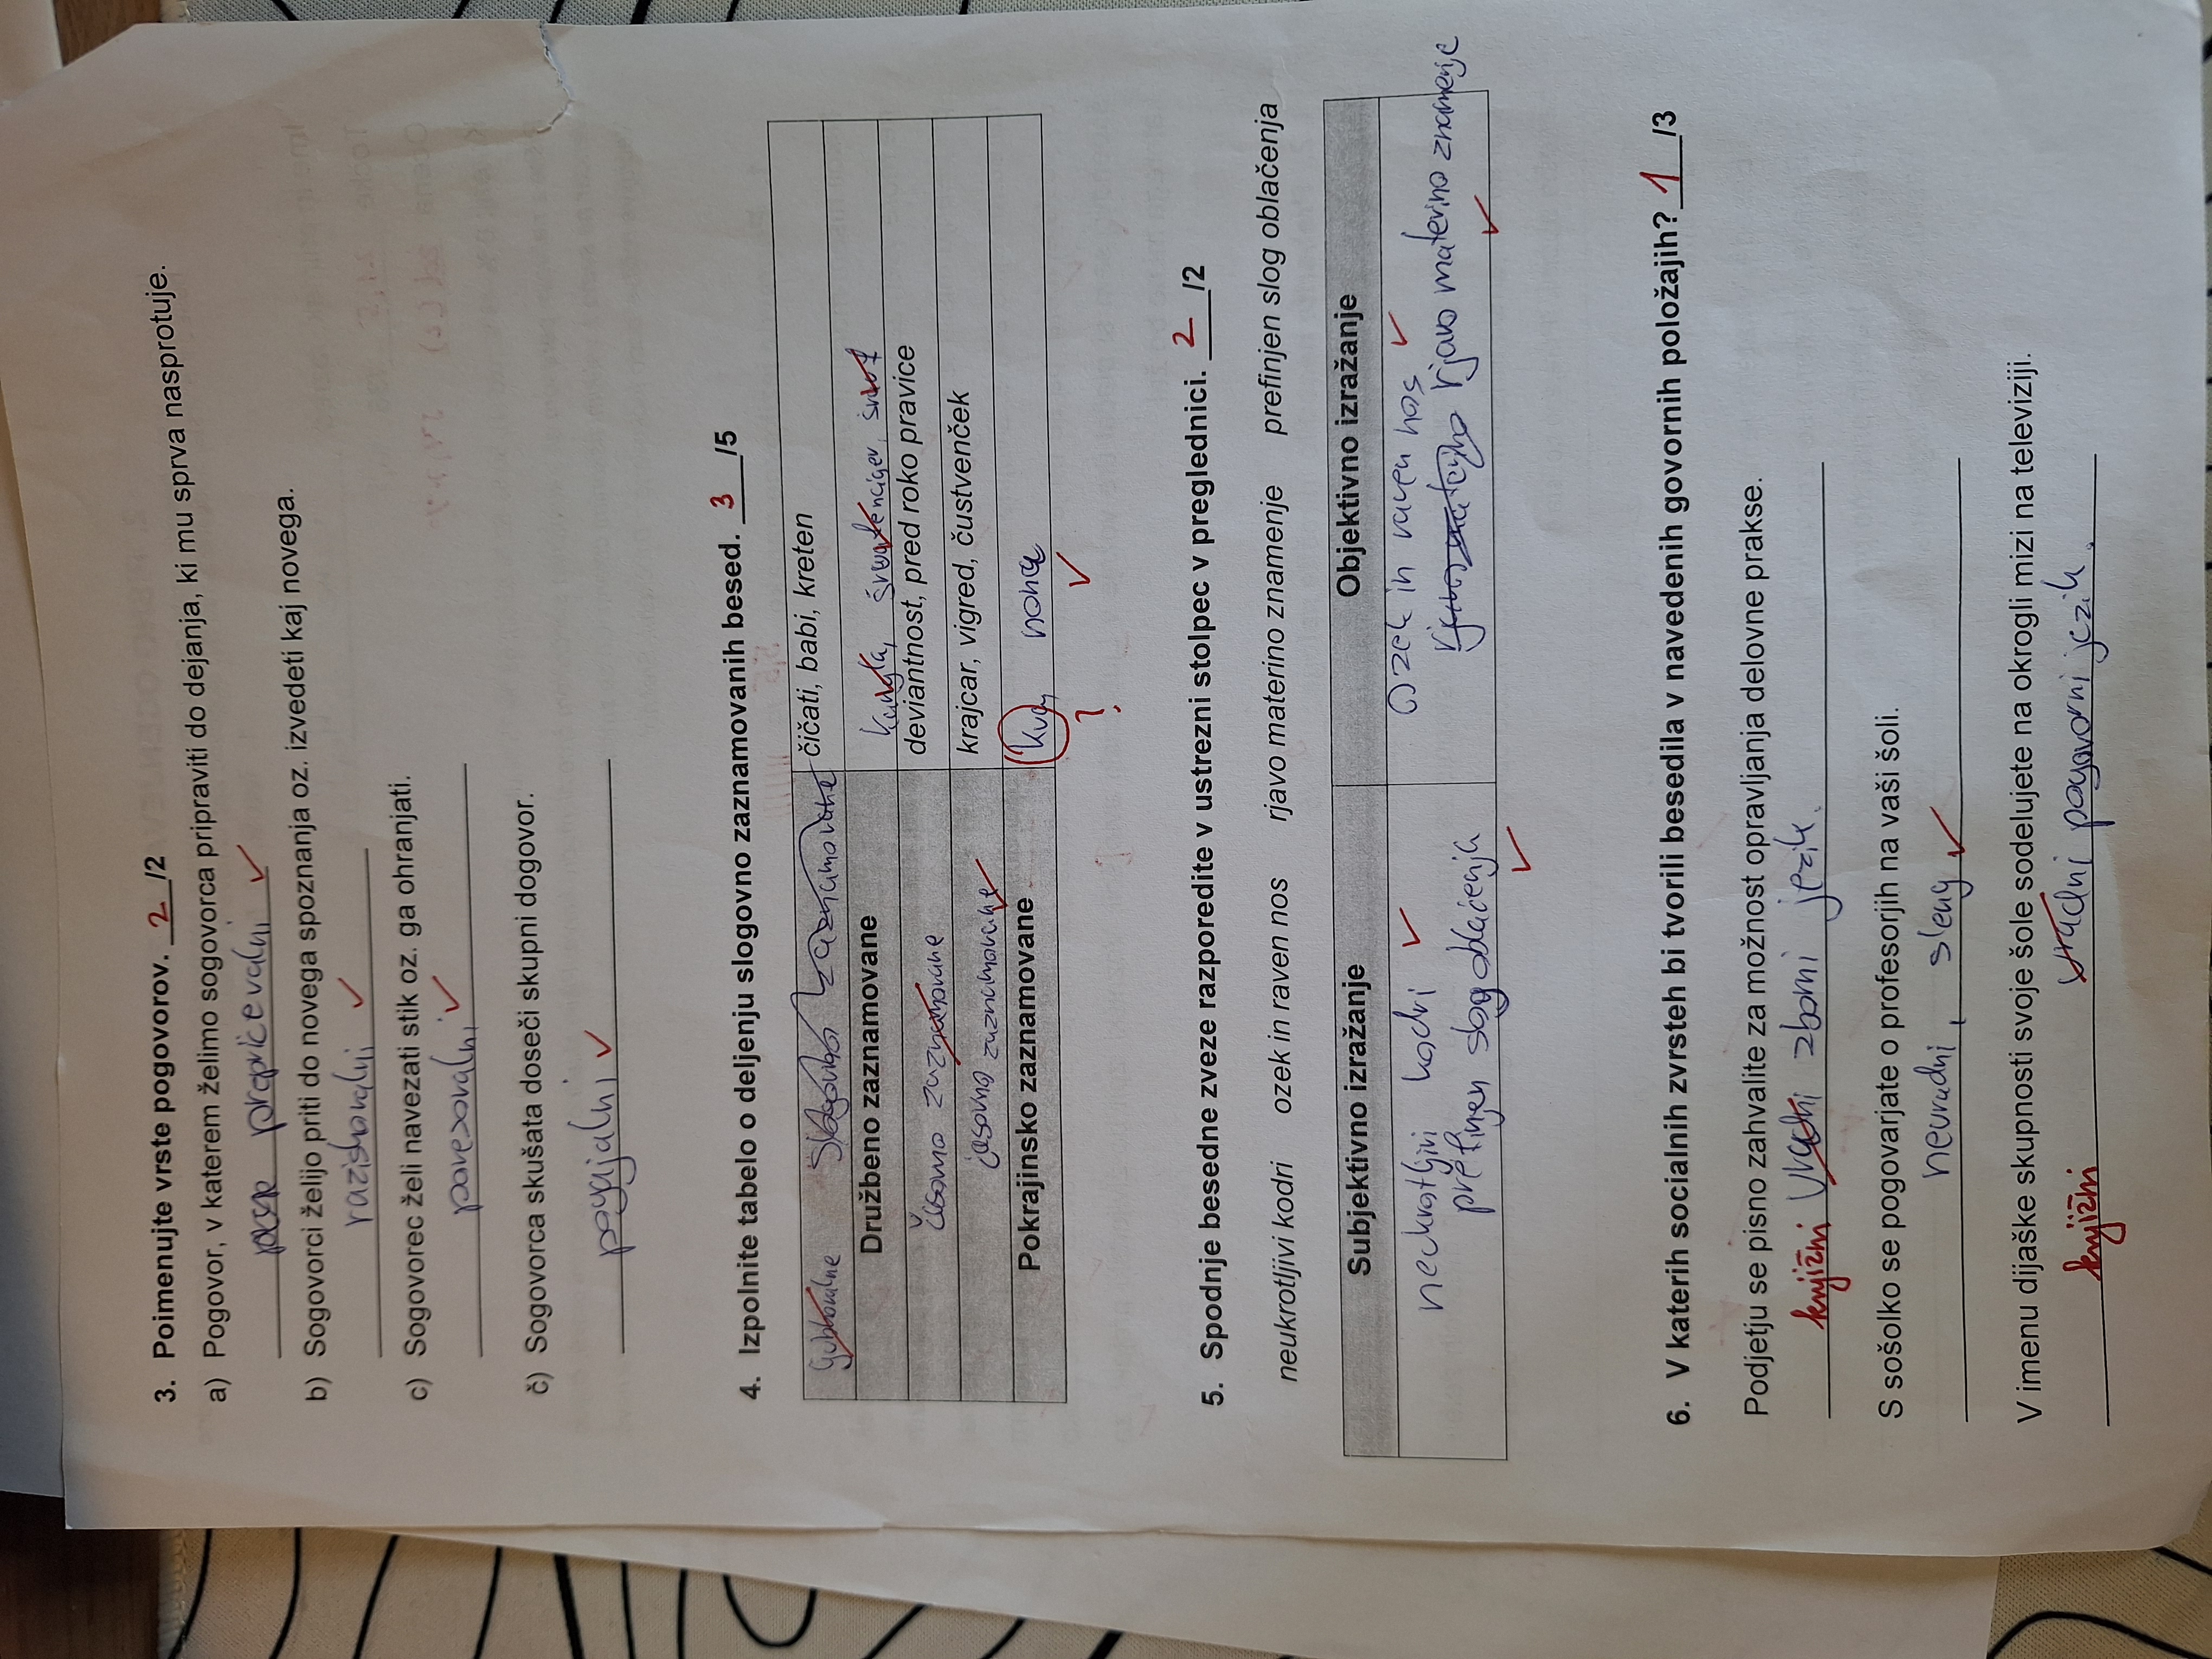 3. Poimenujte vrste pogovorov. 2 /2
a) Pogovor, v katerem želimo sogovorca pripraviti do dejanja, ki mu sprva nasprotuje.
prepričevalni ✓
b) Sogovorci želijo priti do novega spoznanja oz. izvedeti kaj novega.
raziskovalni ✓
c) Sogovorec želi navezati stik oz. ga ohranjati.
povezovalni ✓
č) Sogovorca skušata doseči skupni dogovor.
pogajalni ✓
4. Izpolnite tabelo o deljenju slogovno zaznamovanih besed. 3 /5
Slogovno zaznamovane čičati, babi, kreten
Družbeno zaznamovane kangla,
časovno zaznamovane deviantnost, pred roko pravice
časovno zaznamovane ✓ krajcar, vigred, čustvenček
Pokrajinsko zaznamovane nona
? ✓
5. Spodnje besedne zveze razporedite v ustrezni stolpec v preglednici. 2 /2
neukrotljivi kodri ozek in raven nos rjavo materino znamenje prefinjen slog oblačenja
Subjektivno izražanje Objektivno izražanje
neukrotljivi kodri ✓ Ozek in raven nos ✓
prefinjen slog oblačenja ✓ rjavo materino rjavo materino znamenje ✓
6. V katerih socialnih zvrsteh bi tvorili besedila v navedenih govornih položajih? 1 /3
Podjetju se pisno zahvalite za možnost opravljanja delovne prakse.
knjižni Uradni zborni jezik.
S sošolko se pogovarjate o profesorjih na vaši šoli.
neuradni, sleng ✓
V imenu dijaške skupnosti svoje šole sodelujete na okrogli mizi na televiziji.
knjižni Uradni pogovorni jezik.